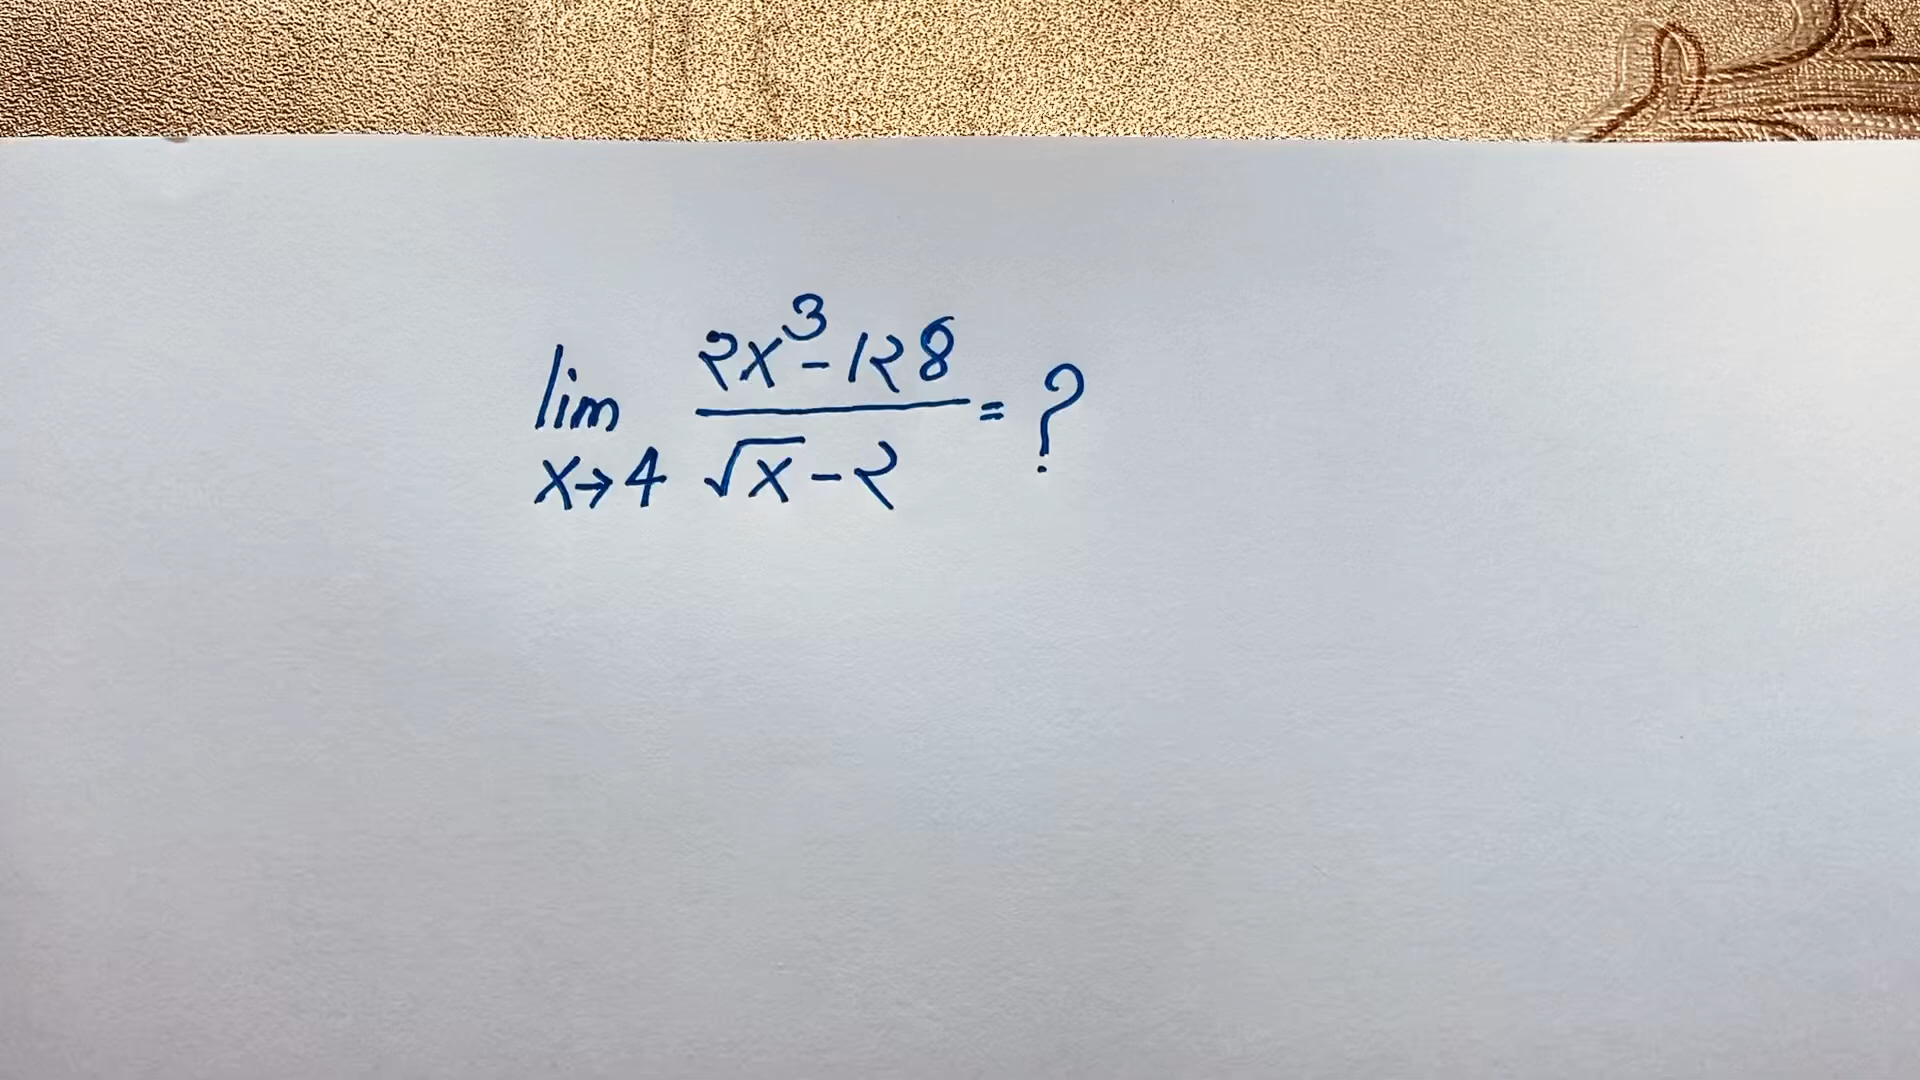 lim x→4 (2x³-128)/(√x-2) = ?